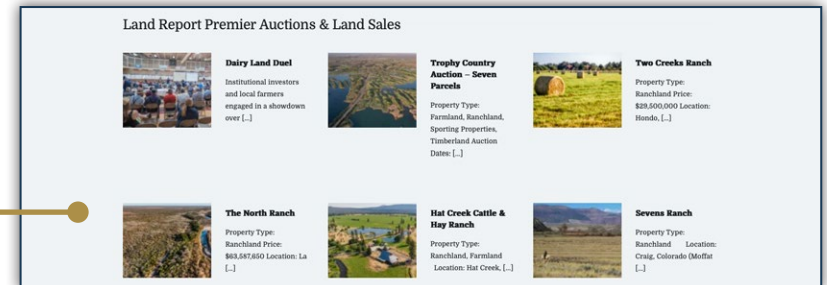 Land Report Premier Auctions & Land Sales
Dairy Land Duel
Institutional investors
and local farmers
engaged in a showdown
over [...]
Trophy Country
Auction – Seven
Parcels
Property Type:
Farmland, Ranchland,
Sporting Properties,
Timberland Auction
Dates: [...]
Two Creeks Ranch
Property Type:
Ranchland Price:
$29,500,000 Location:
Hondo, [...]
The North Ranch
Property Type:
Ranchland Price:
$63,587,650 Location: La
[...]
Hat Creek Cattle &
Hay Ranch
Property Type:
Ranchland, Farmland
Location: Hat Creek, [...]
Sevens Ranch
Property Type:
Ranchland Location:
Craig, Colorado (Moffat
[...]